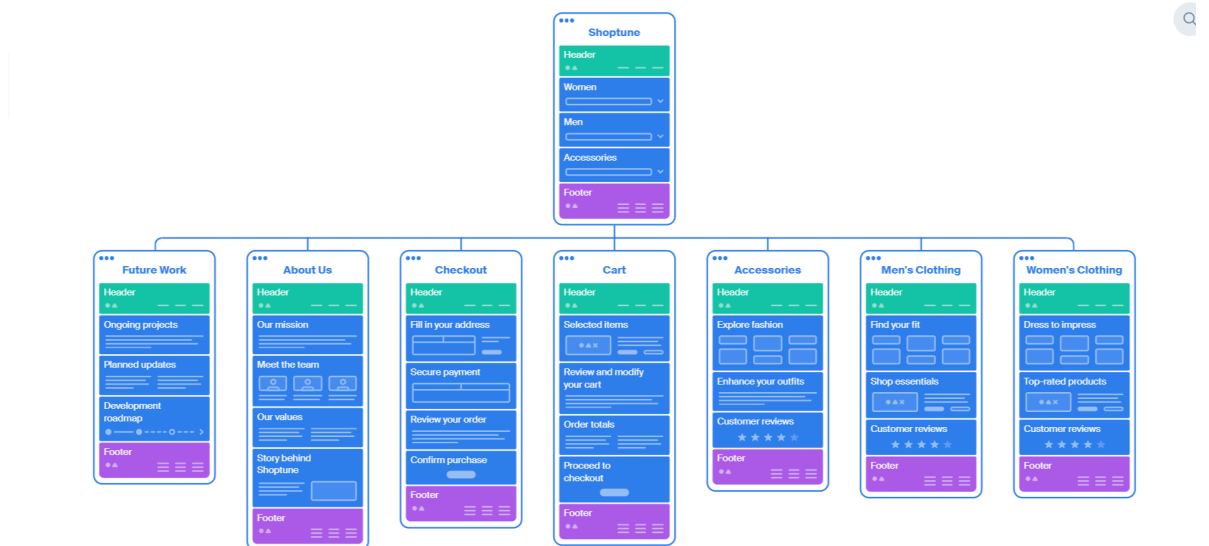 Shoptune
Header
Women
Men
Accessories
Footer
Future Work
Header
Ongoing projects
Planned updates
Development
roadmap
Footer
About Us
Header
Our mission
Meet the team
Our values
Story behind
Shoptune
Footer
Checkout
Header
Fill in your address
Secure payment
Review your order
Confirm purchase
Footer
Cart
Header
Selected items
Review and modify
your cart
Order totals
Proceed to
checkout
Footer
Accessories
Header
Explore fashion
Enhance your outfits
Customer reviews
Footer
Men's Clothing
Header
Find your fit
Shop essentials
Customer reviews
Footer
Women's Clothing
Header
Dress to impress
Top-rated products
Customer reviews
Footer